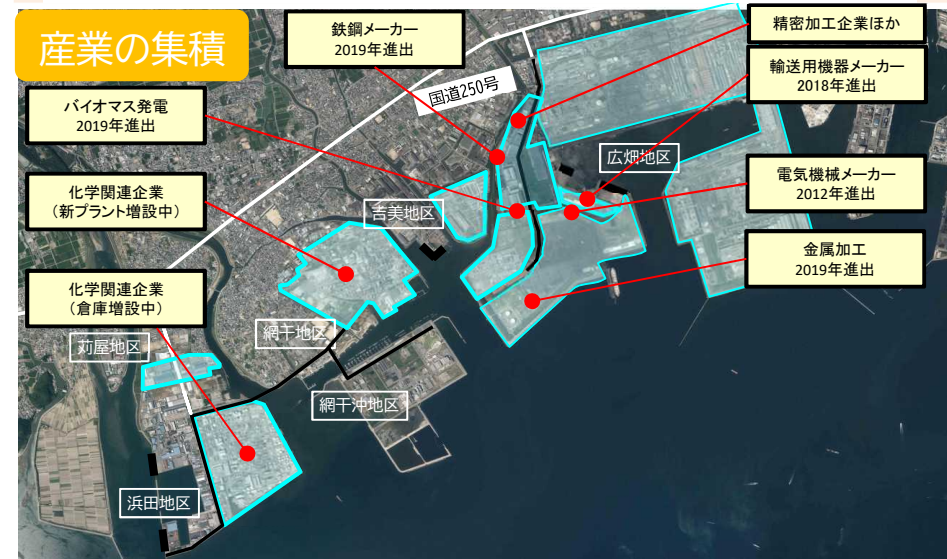 産業の集積
鉄鋼メーカー
2019年進出
精密加工企業ほか
輸送用機器メーカー
2018年進出
国道250号
バイオマス発電
2019年進出
広畑地区
電気機械メーカー
2012年進出
化学関連企業
（新プラント増設中）
吉美地区
金属加工
2019年進出
化学関連企業
（倉庫増設中）
網干地区
苅屋地区
網干沖地区
浜田地区